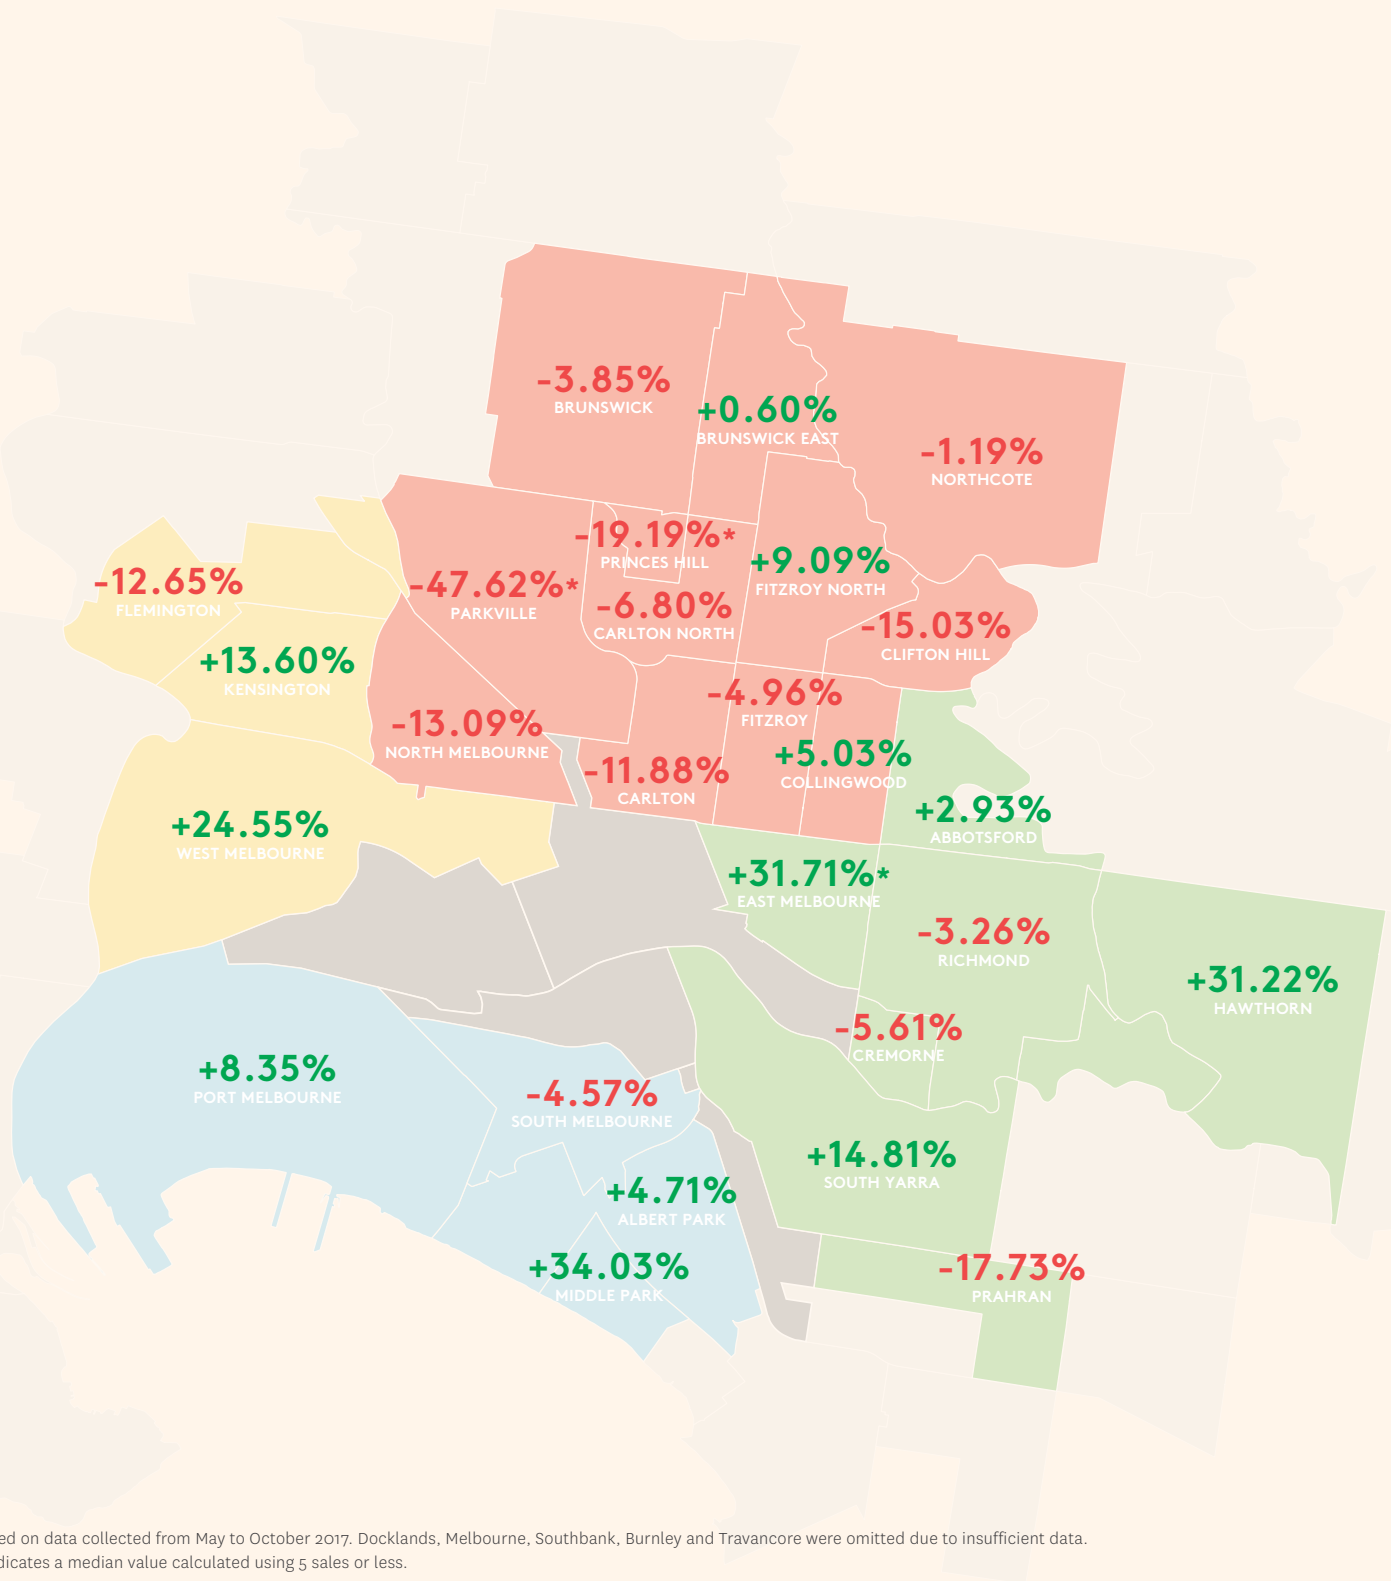 -3.85%
BRUNSWICK
+0.60%
BRUNSWICK EAST
-1.19%
NORTHCOTE
-19.19%*
PRINCES HILL
+9.09%
FITZROY NORTH
-12.65%
FLEMINGTON
-47.62%*
PARKVILLE
-6.80%
CARLTON NORTH
-15.03%
CLIFTON HILL
+13.60%
KENSINGTON
-4.96%
FITZROY
-13.09%
NORTH MELBOURNE
+5.03%
COLLINGWOOD
-11.88%
CARLTON
+2.93%
ABBOTSFORD
+24.55%
WEST MELBOURNE
+31.71%*
EAST MELBOURNE
-3.26%
RICHMOND
+31.22%
HAWTHORN
-5.61%
CREMORNE
+8.35%
PORT MELBOURNE
-4.57%
SOUTH MELBOURNE
+14.81%
SOUTH YARRA
+4.71%
ALBERT PARK
+34.03%
MIDDLE PARK
-17.73%
PRAHRAN
ed on data collected from May to October 2017. Docklands, Melbourne, Southbank, Burnley and Travancore were omitted due to insufficient data.
dicates a median value calculated using 5 sales or less.